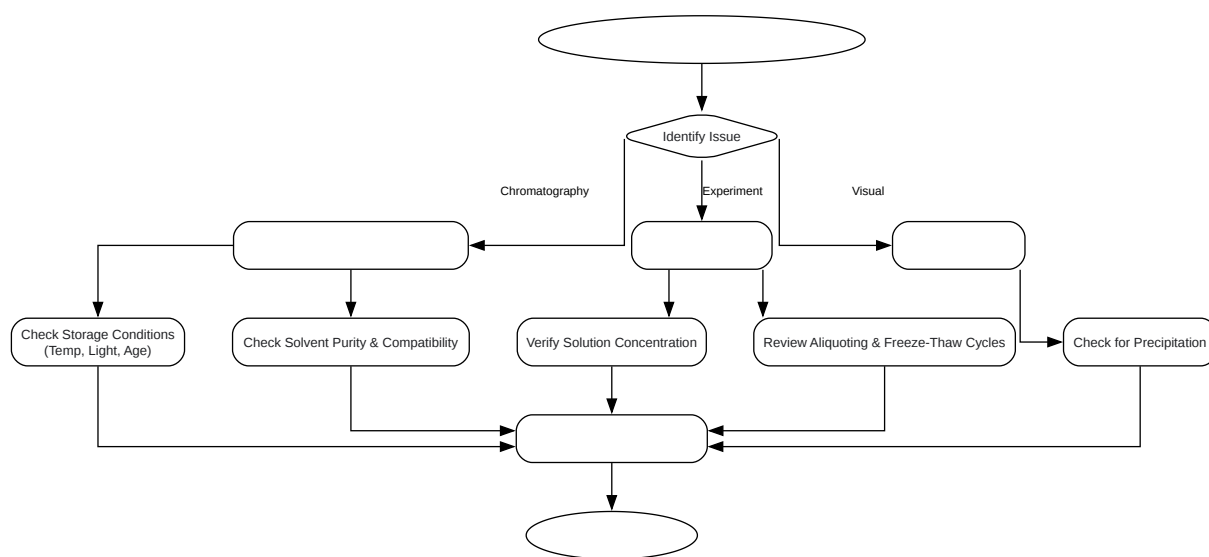 Identify Issue
Chromatography
Experiment
Visual
Check Storage Conditions
(Temp, Light, Age)
Check Solvent Purity & Compatibility
Verify Solution Concentration
Review Aliquoting & Freeze-Thaw Cycles
Check for Precipitation